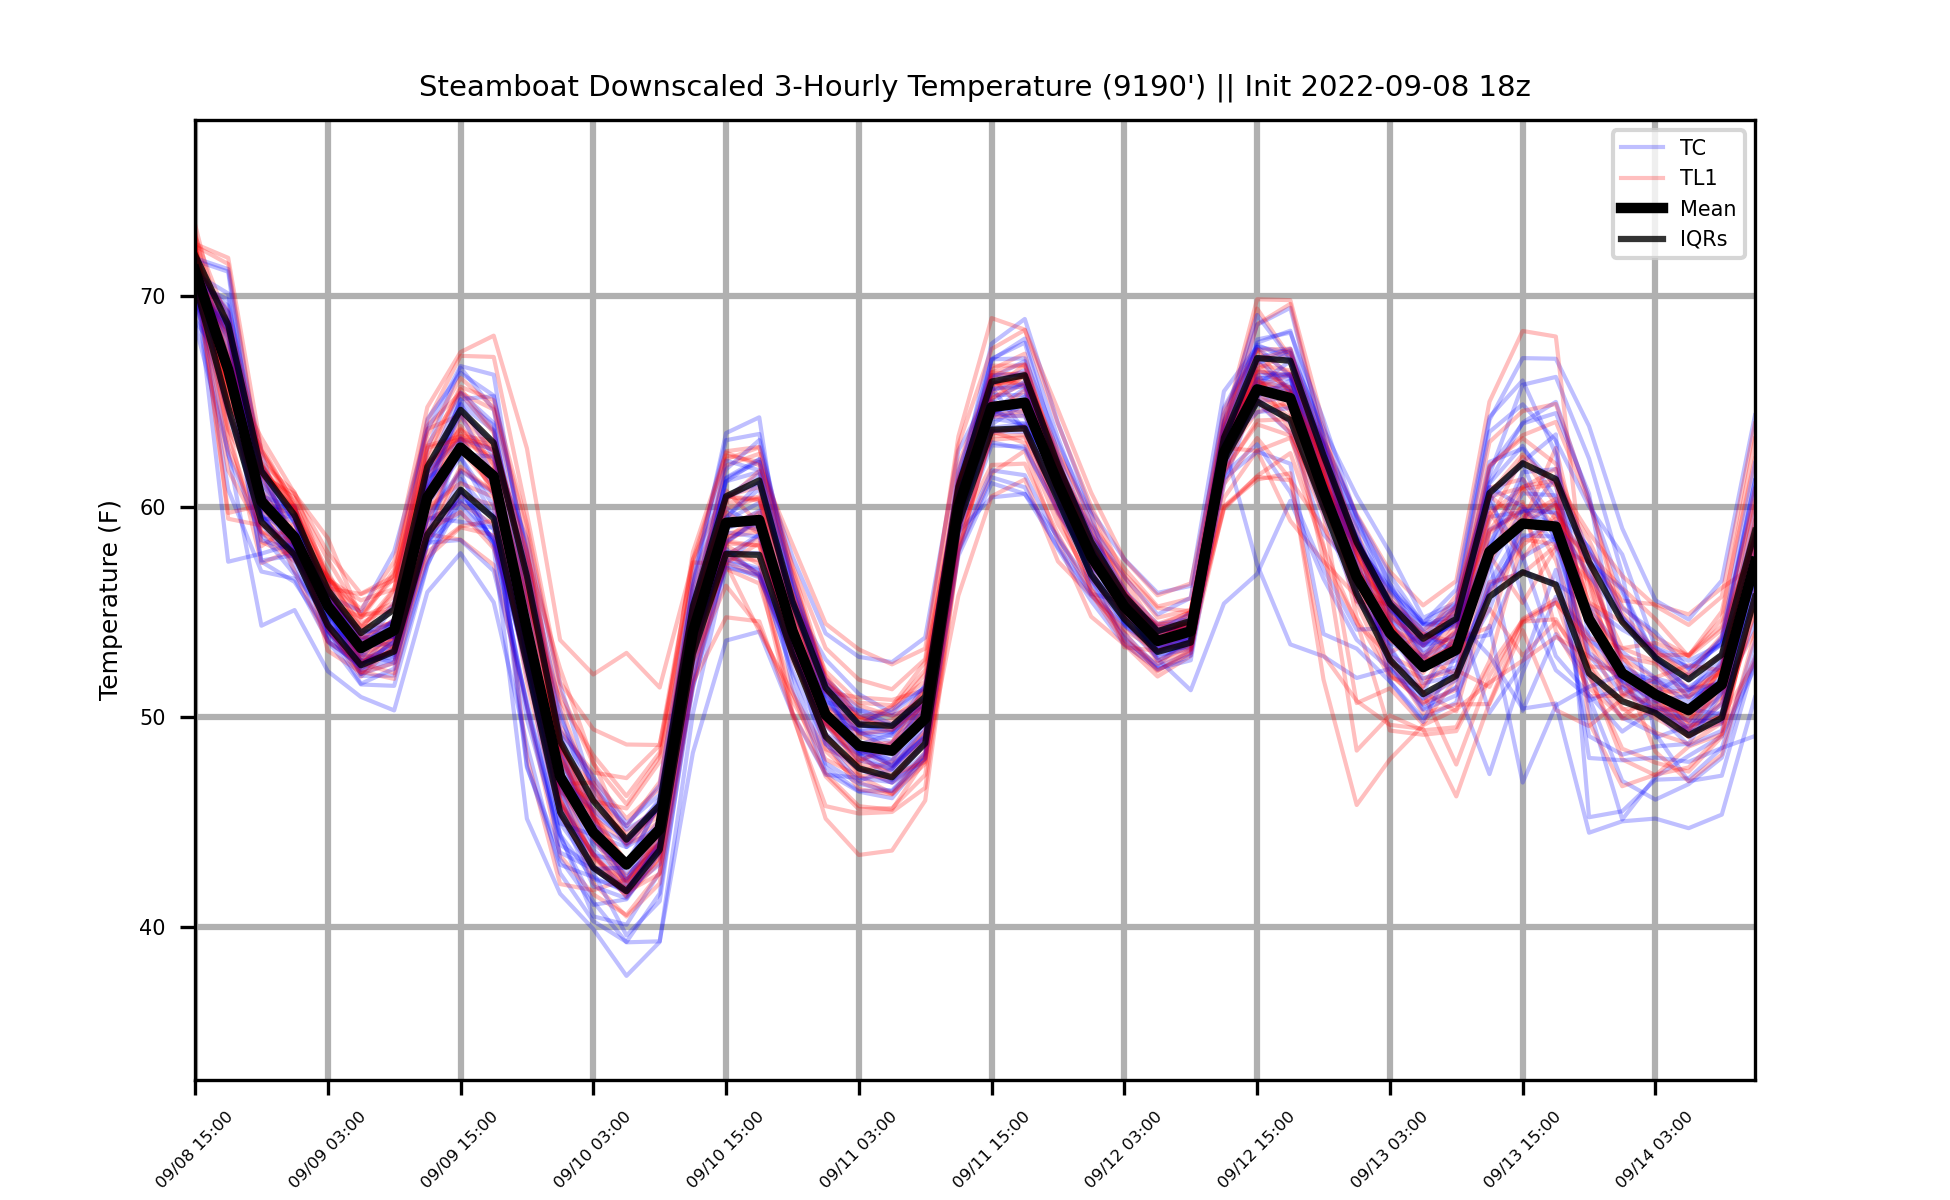 Steamboat Downscaled 3-Hourly Temperature (9190') || Init 2022-09-08 18z
TC
TL1
Mean
IQRs
Temperature (F)
70
60
50
40
09/08 15:00
09/09 03:00
09/09 15:00
09/10 03:00
09/10 15:00
09/11 03:00
09/11 15:00
09/12 03:00
09/12 15:00
09/13 03:00
09/13 15:00
09/14 03:00